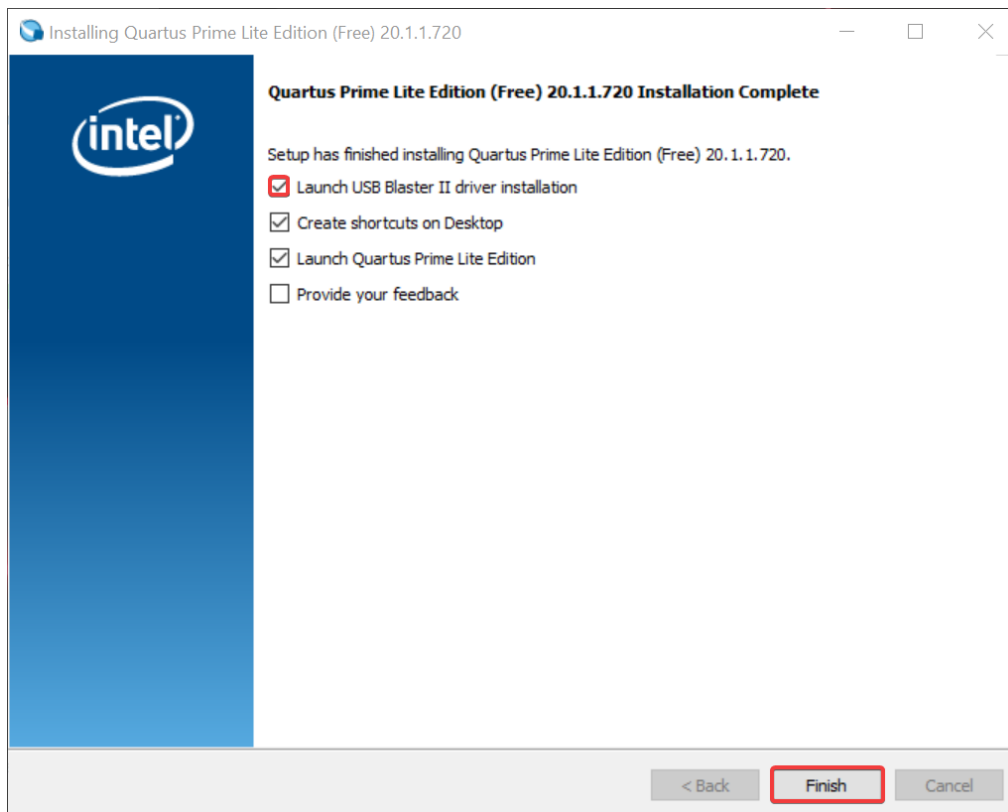 Installing Quartus Prime Lite Edition (Free) 20.1.1.720
intel
Quartus Prime Lite Edition (Free) 20.1.1.720 Installation Complete
Setup has finished installing Quartus Prime Lite Edition (Free) 20.1.1.720.
Launch USB Blaster II driver installation
Create shortcuts on Desktop
Launch Quartus Prime Lite Edition
Provide your feedback
< Back
Finish
Cancel